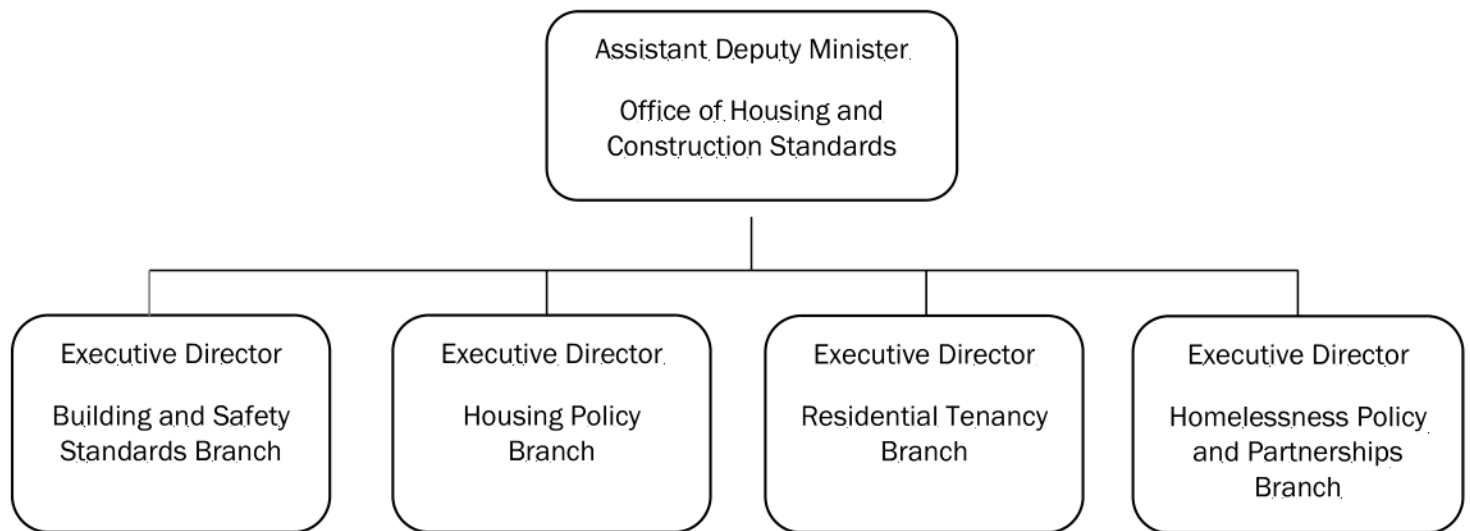 Assistant Deputy Minister
Office of Housing and
Construction Standards
Executive Director
Building and Safety
Standards Branch
Executive Director
Housing Policy
Branch
Executive Director
Residential Tenancy
Branch
Executive Director
Homelessness Policy
and Partnerships
Branch